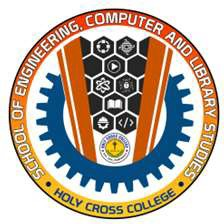 SCHOOL OF ENGINEERING, COMPUTER AND LIBRARY STUDIES
• HOLY CROSS COLLEGE •